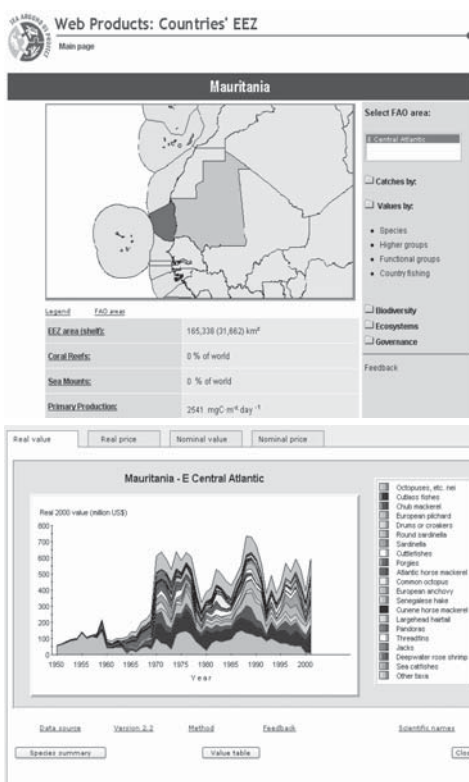 SEA AROUND US PROJECT
Web Products: Countries' EEZ
Main page
Mauritania
Select FAO area:
E Central Atlantic
Catches by:
Values by:
Species
Higher groups
Functional groups
Country fishing
Biodiversity
Ecosystems
Governance
Feedback
Legend FAO areas
EEZ area (shelf): 165,338 (31,662) km²
Coral Reefs: 0 % of world
Sea Mounts: 0 % of world
Primary Production: 2541 mgC·m⁻² day ⁻¹
Real value Real price Nominal value Nominal price
Mauritania - E Central Atlantic
Real 2000 value (million US$)
800
700
600
500
400
300
200
100
0
1950 1955 1960 1965 1970 1975 1980 1985 1990 1995 2000
Year
Octopuses, etc. nei
Cutlass fishes
Chub mackerel
European pilchard
Drums or croakers
Round sardinella
Sardinella
Cuttlefishes
Porgies
Atlantic horse mackerel
Common octopus
European anchovy
Senegalese hake
Cunene horse mackerel
Largehead hairtail
Pandoras
Threadfins
Jacks
Deepwater rose shrimp
Sea catfishes
Other taxa
Data source Version 2.2 Method Feedback Scientific names
Species summary Value table Clos